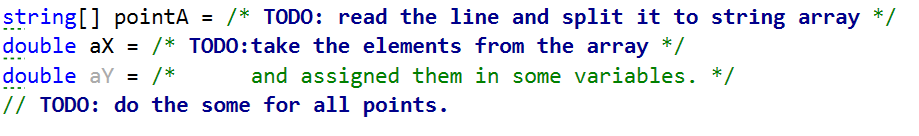 string[] pointA = /* TODO: read the line and split it to string array */
double aX = /* TODO:take the elements from the array */
double aY = /*      and assigned them in some variables. */
// TODO: do the some for all points.